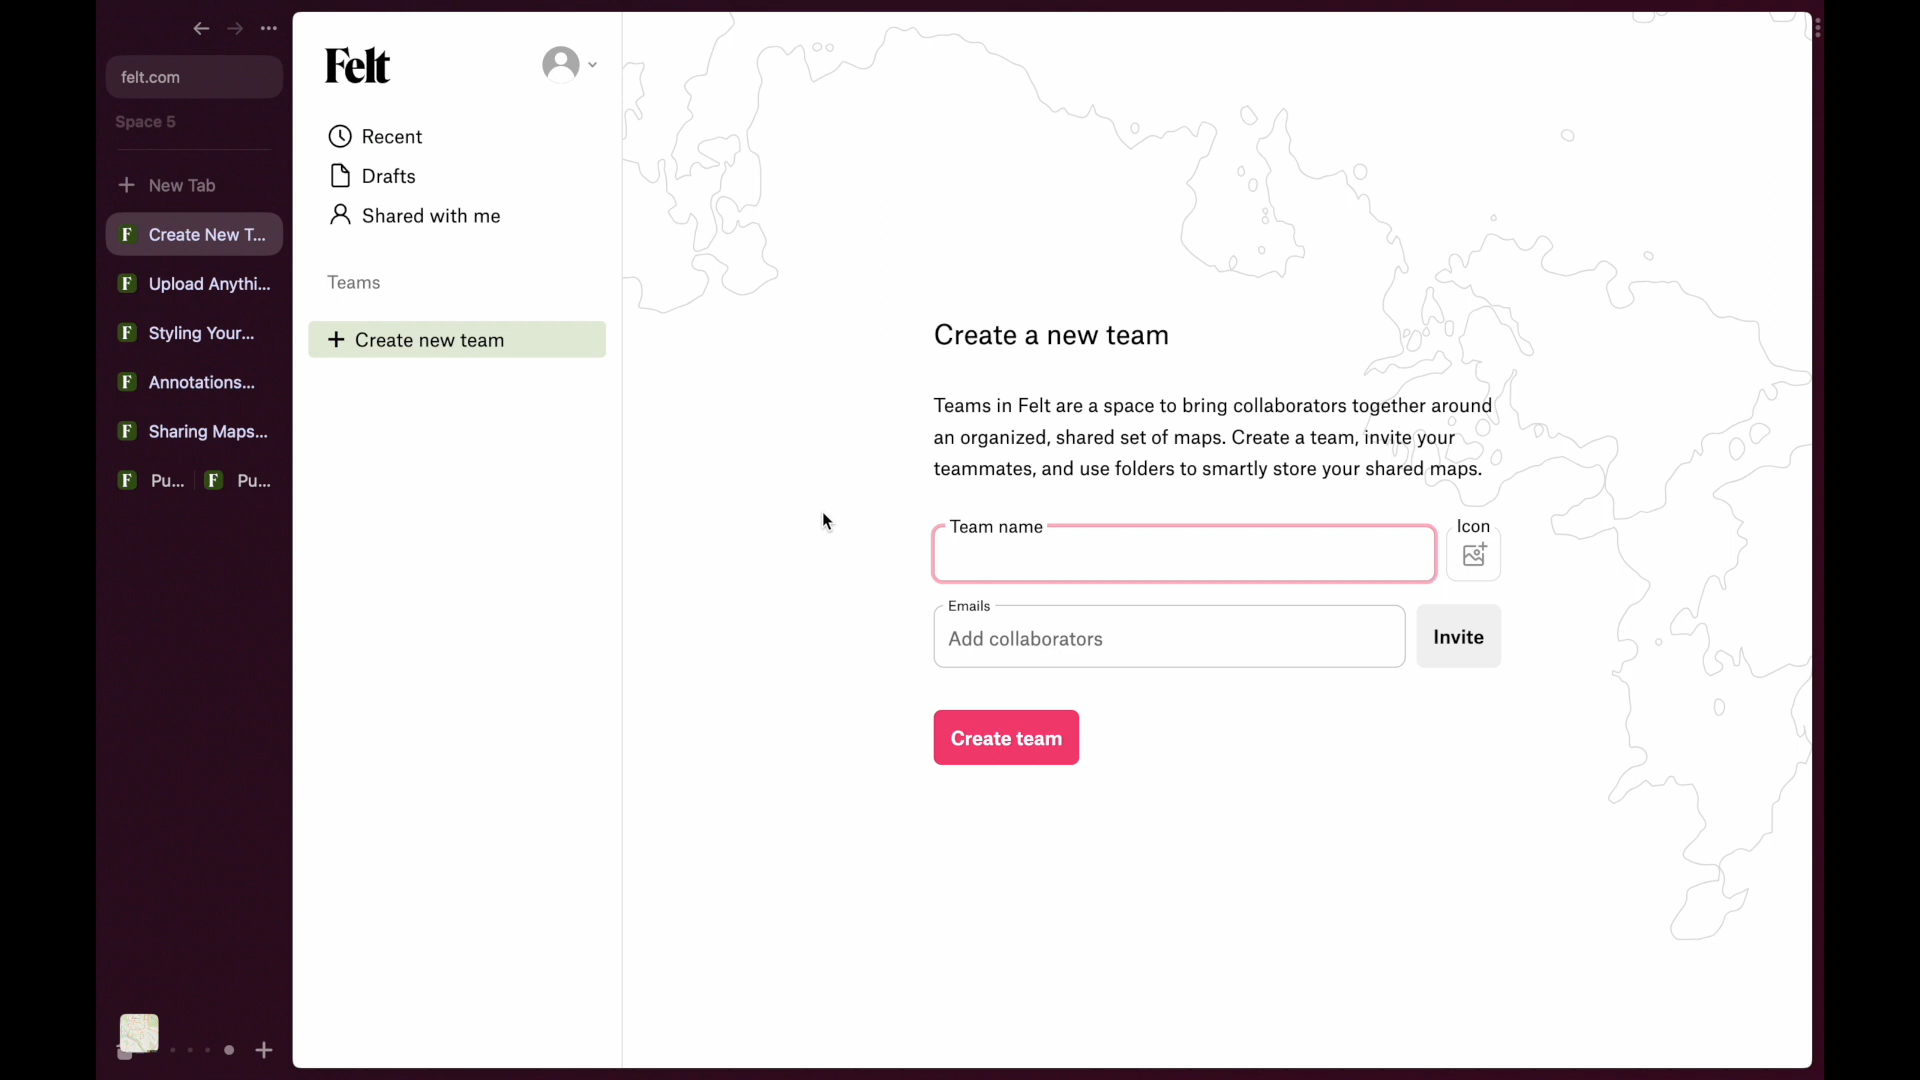 felt.com
Space 5
New Tab
F Create New T...
F Upload Anythi...
F Styling Your...
F Annotations...
F Sharing Maps...
F Pu... F Pu...
Felt
Recent
Drafts
Shared with me
Teams
+ Create new team
Create a new team
Teams in Felt are a space to bring collaborators together around
an organized, shared set of maps. Create a team, invite your
teammates, and use folders to smartly store your shared maps.
Team name
Icon
Emails
Add collaborators
Invite
Create team